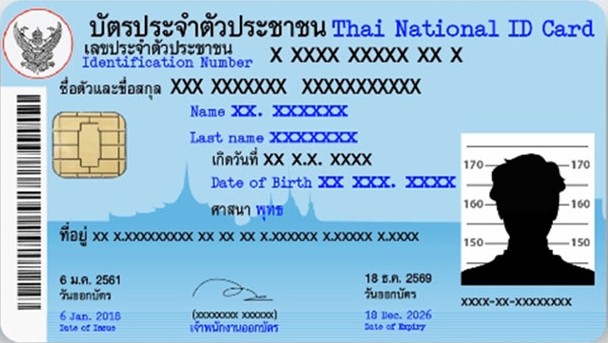 บัตรประจำตัวประชาชน Thai National ID Card
เลขประจำตัวประชาชน
Identification Number X XXXX XXXXX XX X
ชื่อตัวและชื่อสกุล XXX XXXXXXX XXXXXXXXXXX
Name XX. XXXXXX
Last name XXXXXXX
เกิดวันที่ XX X.X. XXXX
Date of Birth XX XXX. XXXX
ศาสนา พุทธ
ที่อยู่ XX X.XXXXXXXXX XX XX XX X.XXXXXX X.XXXXX X.XXXX
170 170
160 160
150 150
XXXX-XX-XXXXXXXX
6 ม.ค. 2561
วันออกบัตร
6 Jan. 2018
Date of Issue
(XXXXXXXX XXXXXX)
เจ้าพนักงานออกบัตร
18 ธ.ค. 2569
วันออกบัตร
18 Dec. 2026
Date of Expiry